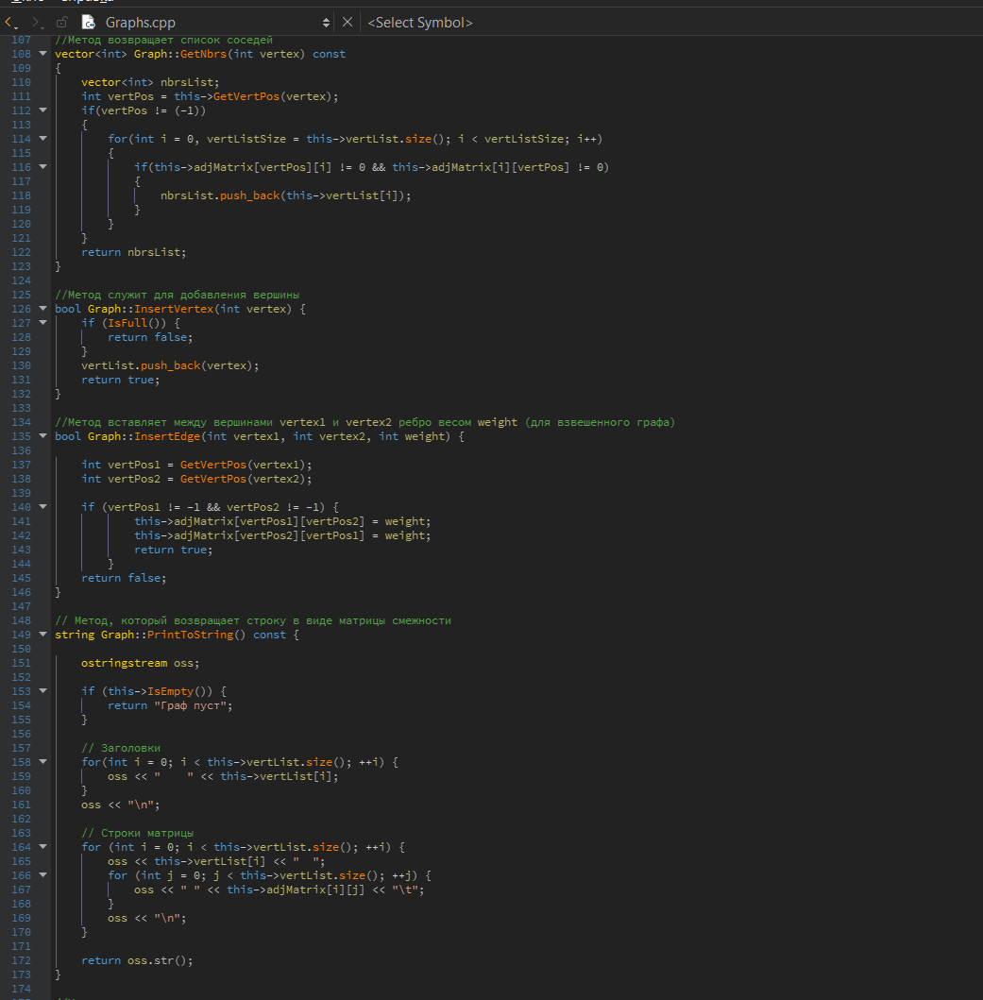 Graphs.cpp <Select Symbol>
107 //Метод возвращает список соседей
108 vector<int> Graph::GetNbrs(int vertex) const
109 {
110 vector<int> nbrsList;
111 int vertPos = this->GetVertPos(vertex);
112 if(vertPos != (-1))
113 {
114 for(int i = 0, vertListSize = this->vertList.size(); i < vertListSize; i++)
115 {
116 if(this->adjMatrix[vertPos][i] != 0 && this->adjMatrix[i][vertPos] != 0)
117 {
118 nbrsList.push_back(this->vertList[i]);
119 }
120 }
121 }
122 return nbrsList;
123 }
124
125 //Метод служит для добавления вершины
126 bool Graph::InsertVertex(int vertex) {
127 if (IsFull()) {
128 return false;
129 }
130 vertList.push_back(vertex);
131 return true;
132 }
133
134 //Метод вставляет между вершинами vertex1 и vertex2 ребро весом weight (для взвешенного графа)
135 bool Graph::InsertEdge(int vertex1, int vertex2, int weight) {
136
137 int vertPos1 = GetVertPos(vertex1);
138 int vertPos2 = GetVertPos(vertex2);
139
140 if (vertPos1 != -1 && vertPos2 != -1) {
141 this->adjMatrix[vertPos1][vertPos2] = weight;
142 this->adjMatrix[vertPos2][vertPos1] = weight;
143 return true;
144 }
145 return false;
146 }
147
148 // Метод, который возвращает строку в виде матрицы смежности
149 string Graph::PrintToString() const {
150
151 ostringstream oss;
152
153 if (this->IsEmpty()) {
154 return "Граф пуст";
155 }
156
157 // Заголовки
158 for(int i = 0; i < this->vertList.size(); ++i) {
159 oss << "    " << this->vertList[i];
160 }
161 oss << "\n";
162
163 // Строки матрицы
164 for (int i = 0; i < this->vertList.size(); ++i) {
165 oss << this->vertList[i] << "  ";
166 for (int j = 0; j < this->vertList.size(); ++j) {
167 oss << " " << this->adjMatrix[i][j] << "\t";
168 }
169 oss << "\n";
170 }
171
172 return oss.str();
173 }
174